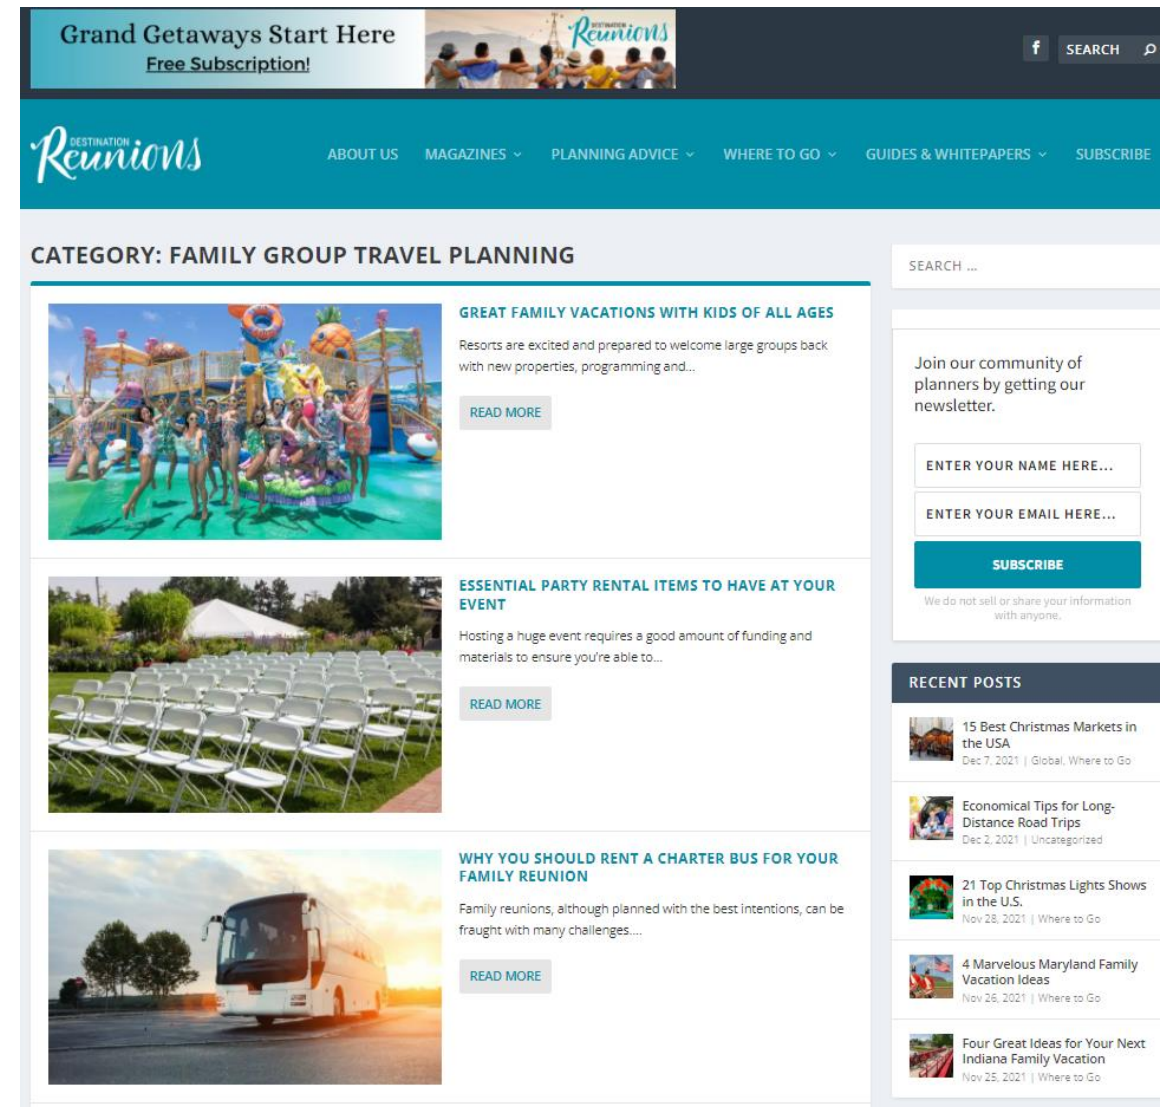 Grand Getaways Start Here
Free Subscription!
DESTINATION
Reunions
f
SEARCH
DESTINATION
Reunions
ABOUT US
MAGAZINES
PLANNING ADVICE
WHERE TO GO
GUIDES & WHITEPAPERS
SUBSCRIBE
CATEGORY: FAMILY GROUP TRAVEL PLANNING
GREAT FAMILY VACATIONS WITH KIDS OF ALL AGES
Resorts are excited and prepared to welcome large groups back
with new properties, programming and...
READ MORE
ESSENTIAL PARTY RENTAL ITEMS TO HAVE AT YOUR
EVENT
Hosting a huge event requires a good amount of funding and
materials to ensure you're able to...
READ MORE
WHY YOU SHOULD RENT A CHARTER BUS FOR YOUR
FAMILY REUNION
Family reunions, although planned with the best intentions, can be
fraught with many challenges....
READ MORE
SEARCH ...
Join our community of
planners by getting our
newsletter.
ENTER YOUR NAME HERE...
ENTER YOUR EMAIL HERE...
SUBSCRIBE
We do not sell or share your information
with anyone.
RECENT POSTS
15 Best Christmas Markets in
the USA
Dec 7, 2021 | Global, Where to Go
Economical Tips for Long-
Distance Road Trips
Dec 2, 2021 | Uncategorized
21 Top Christmas Lights Shows
in the U.S.
Nov 28, 2021 | Where to Go
4 Marvelous Maryland Family
Vacation Ideas
Nov 26, 2021 | Where to Go
Four Great Ideas for Your Next
Indiana Family Vacation
Nov 25, 2021 | Where to Go